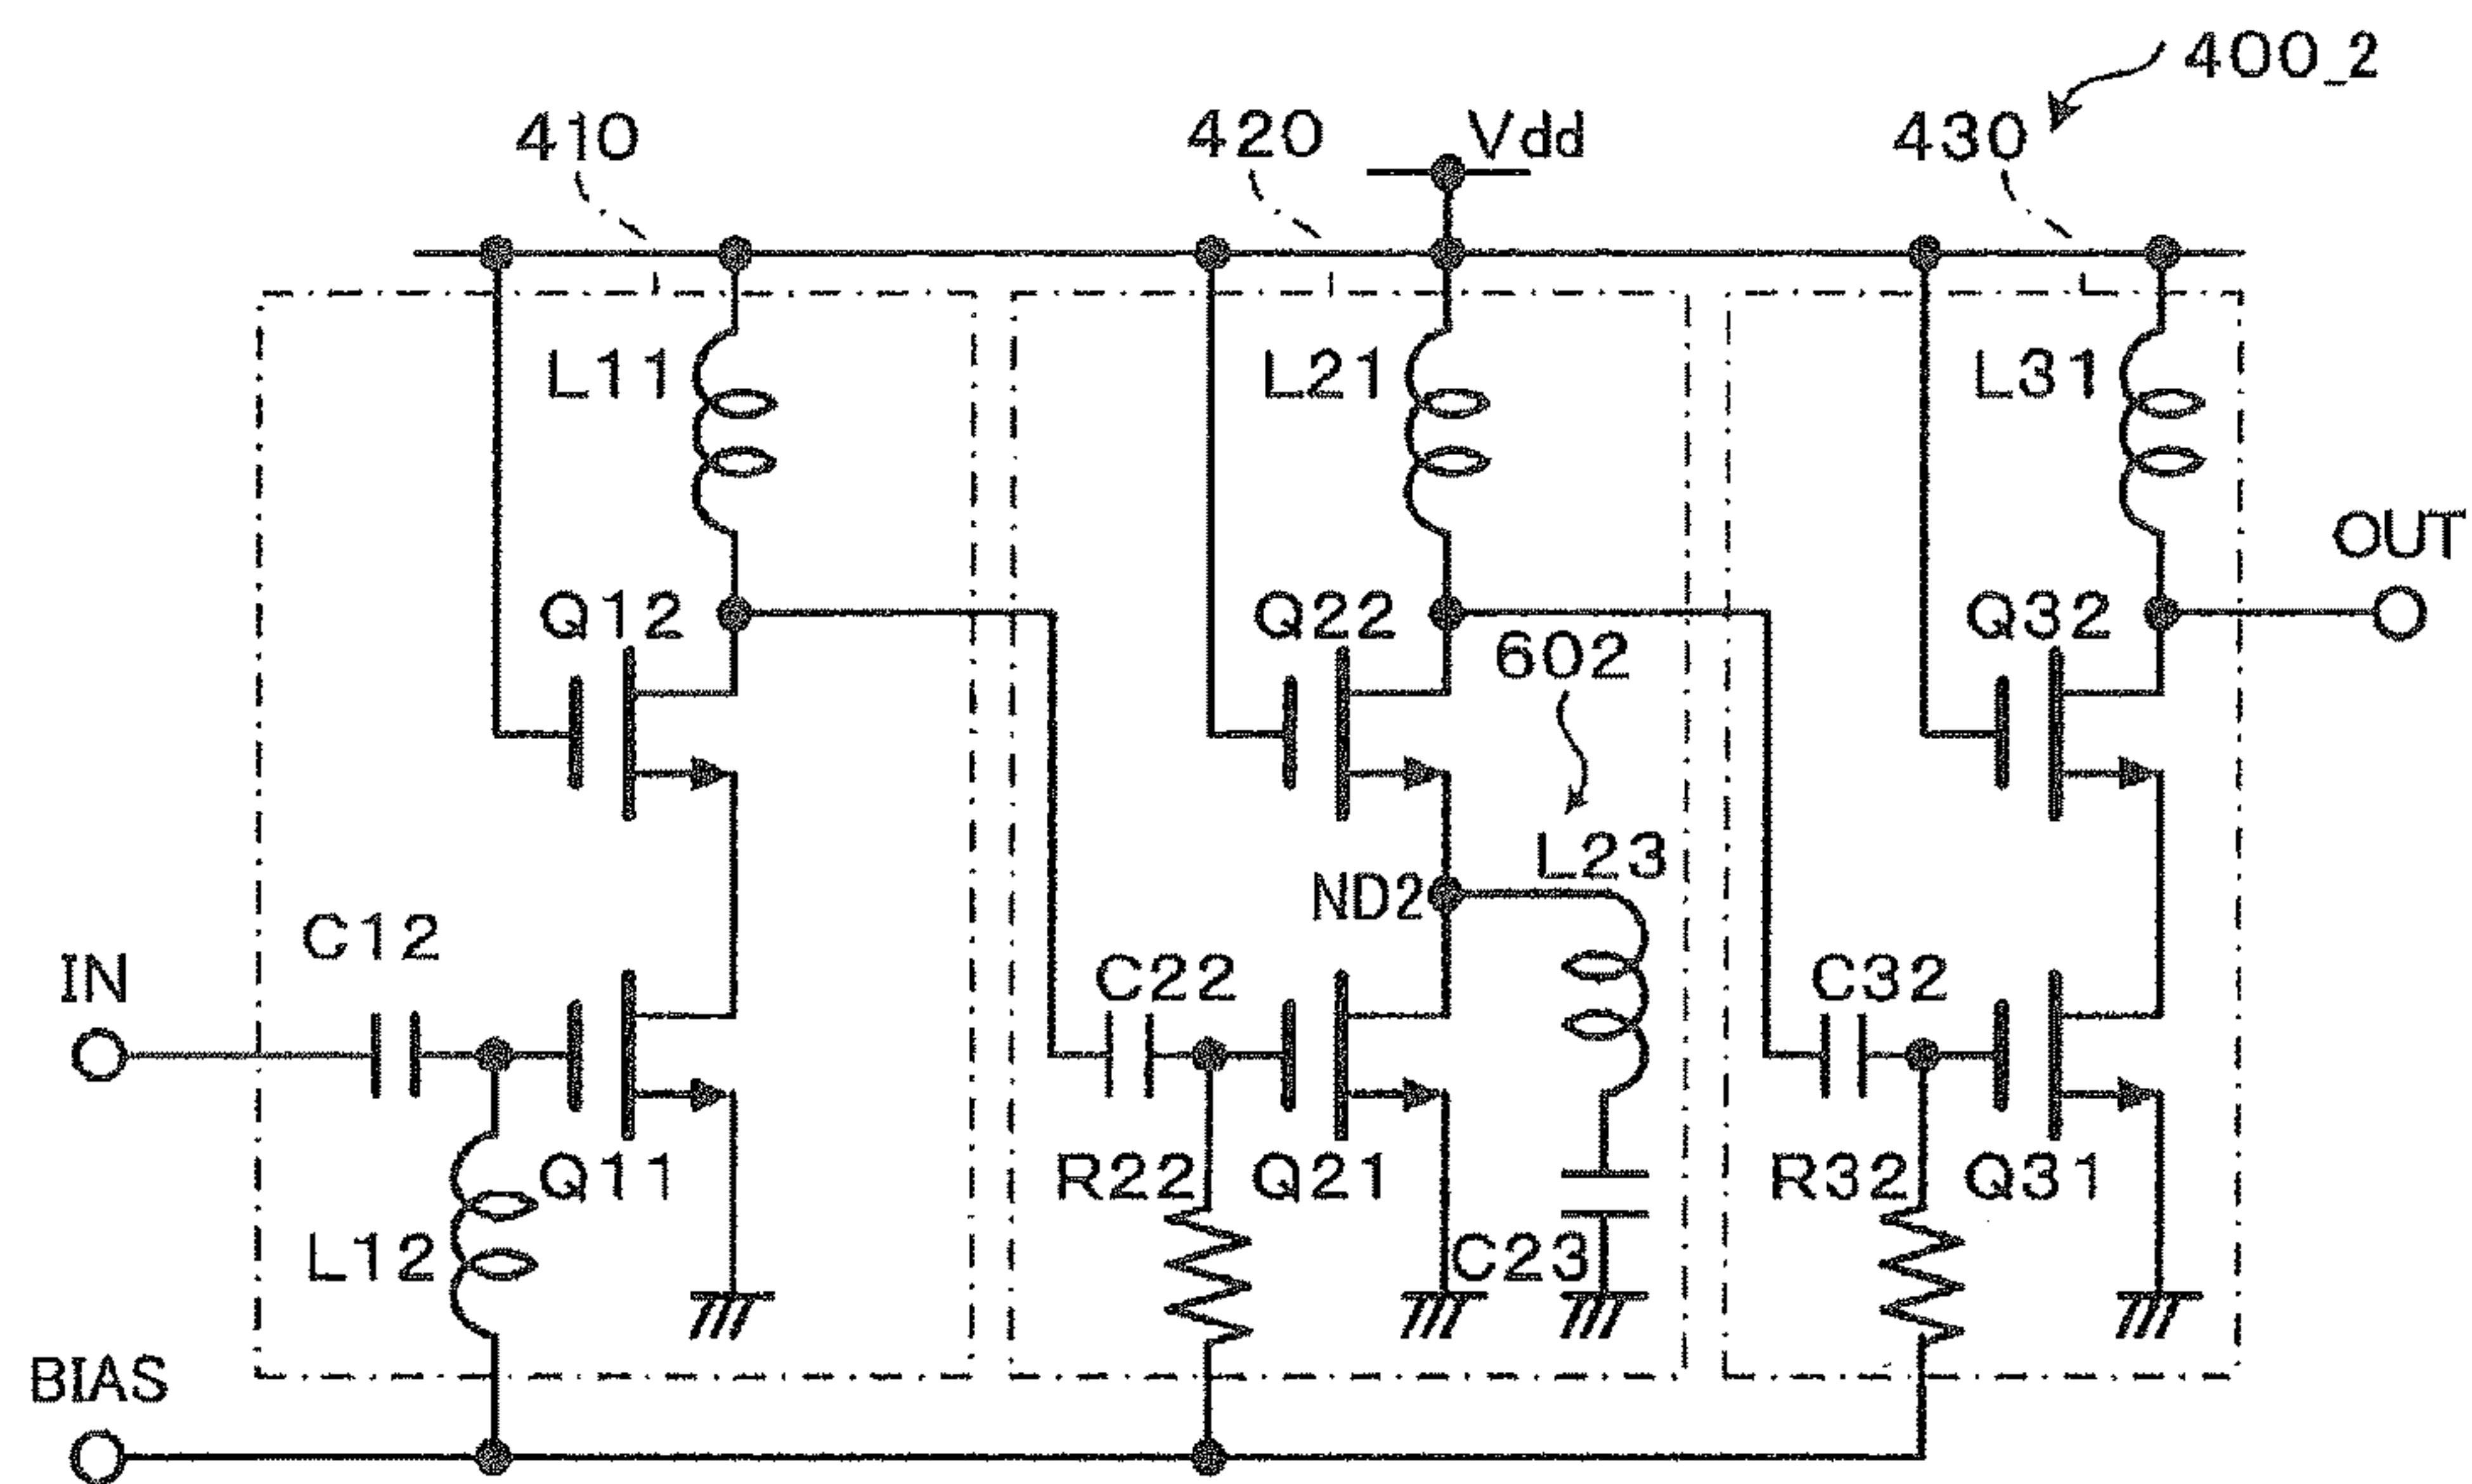 400_2
410
420
Vdd
430
L11
L21
L31
OUT
Q12
Q22
602
Q32
L23
ND2
C12
IN
C22
C32
Q11
R22
Q21
R32
Q31
L12
C23
BIAS